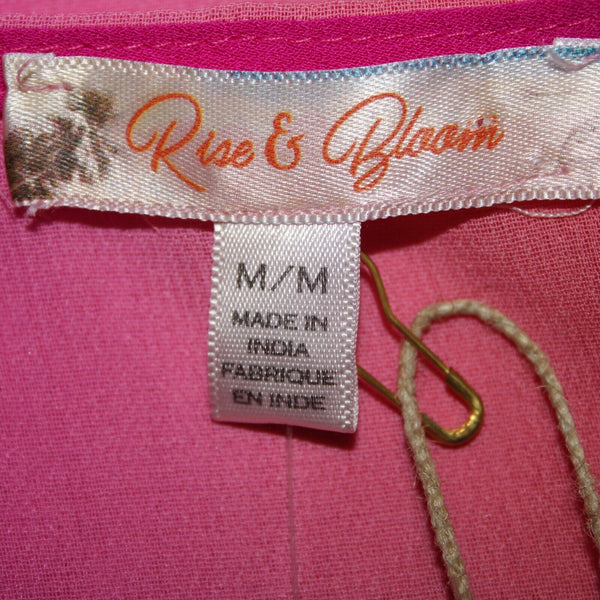 Rise & Bloom
M/M
MADE IN
INDIA
FABRIQUE
EN INDE